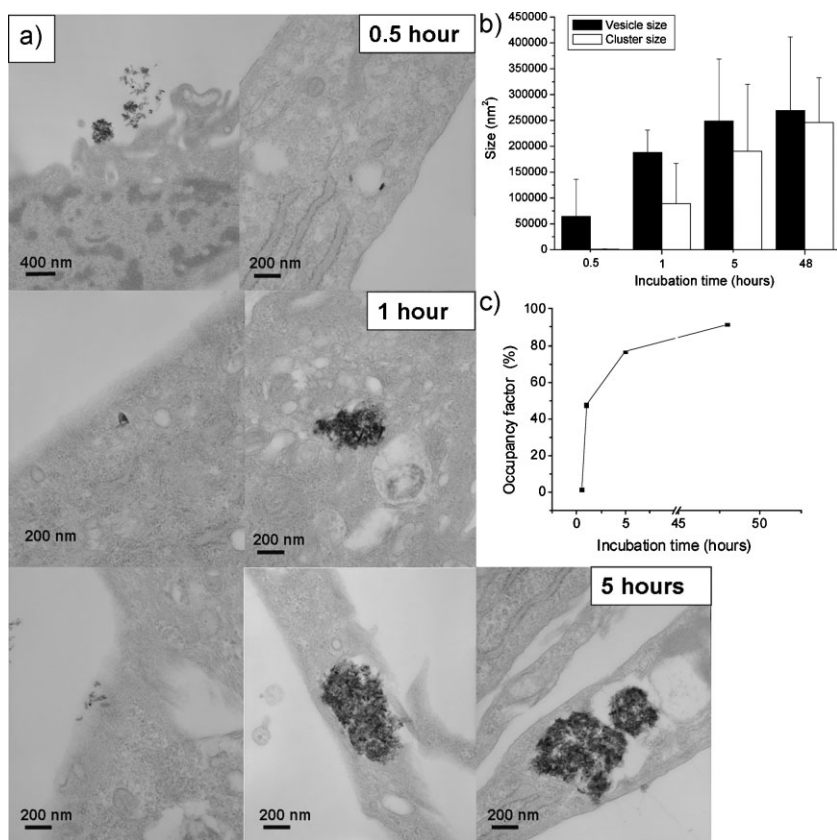 a)
0.5 hour
400 nm
200 nm
1 hour
200 nm
200 nm
5 hours
200 nm
200 nm
200 nm
b)
Vesicle size
Cluster size
450000
400000
350000
300000
250000
200000
150000
100000
50000
0
Size (nm²)
0.5
1
5
48
Incubation time (hours)
c)
100
80
60
40
20
0
Occupancy factor (%)
0
5
45
50
Incubation time (hours)